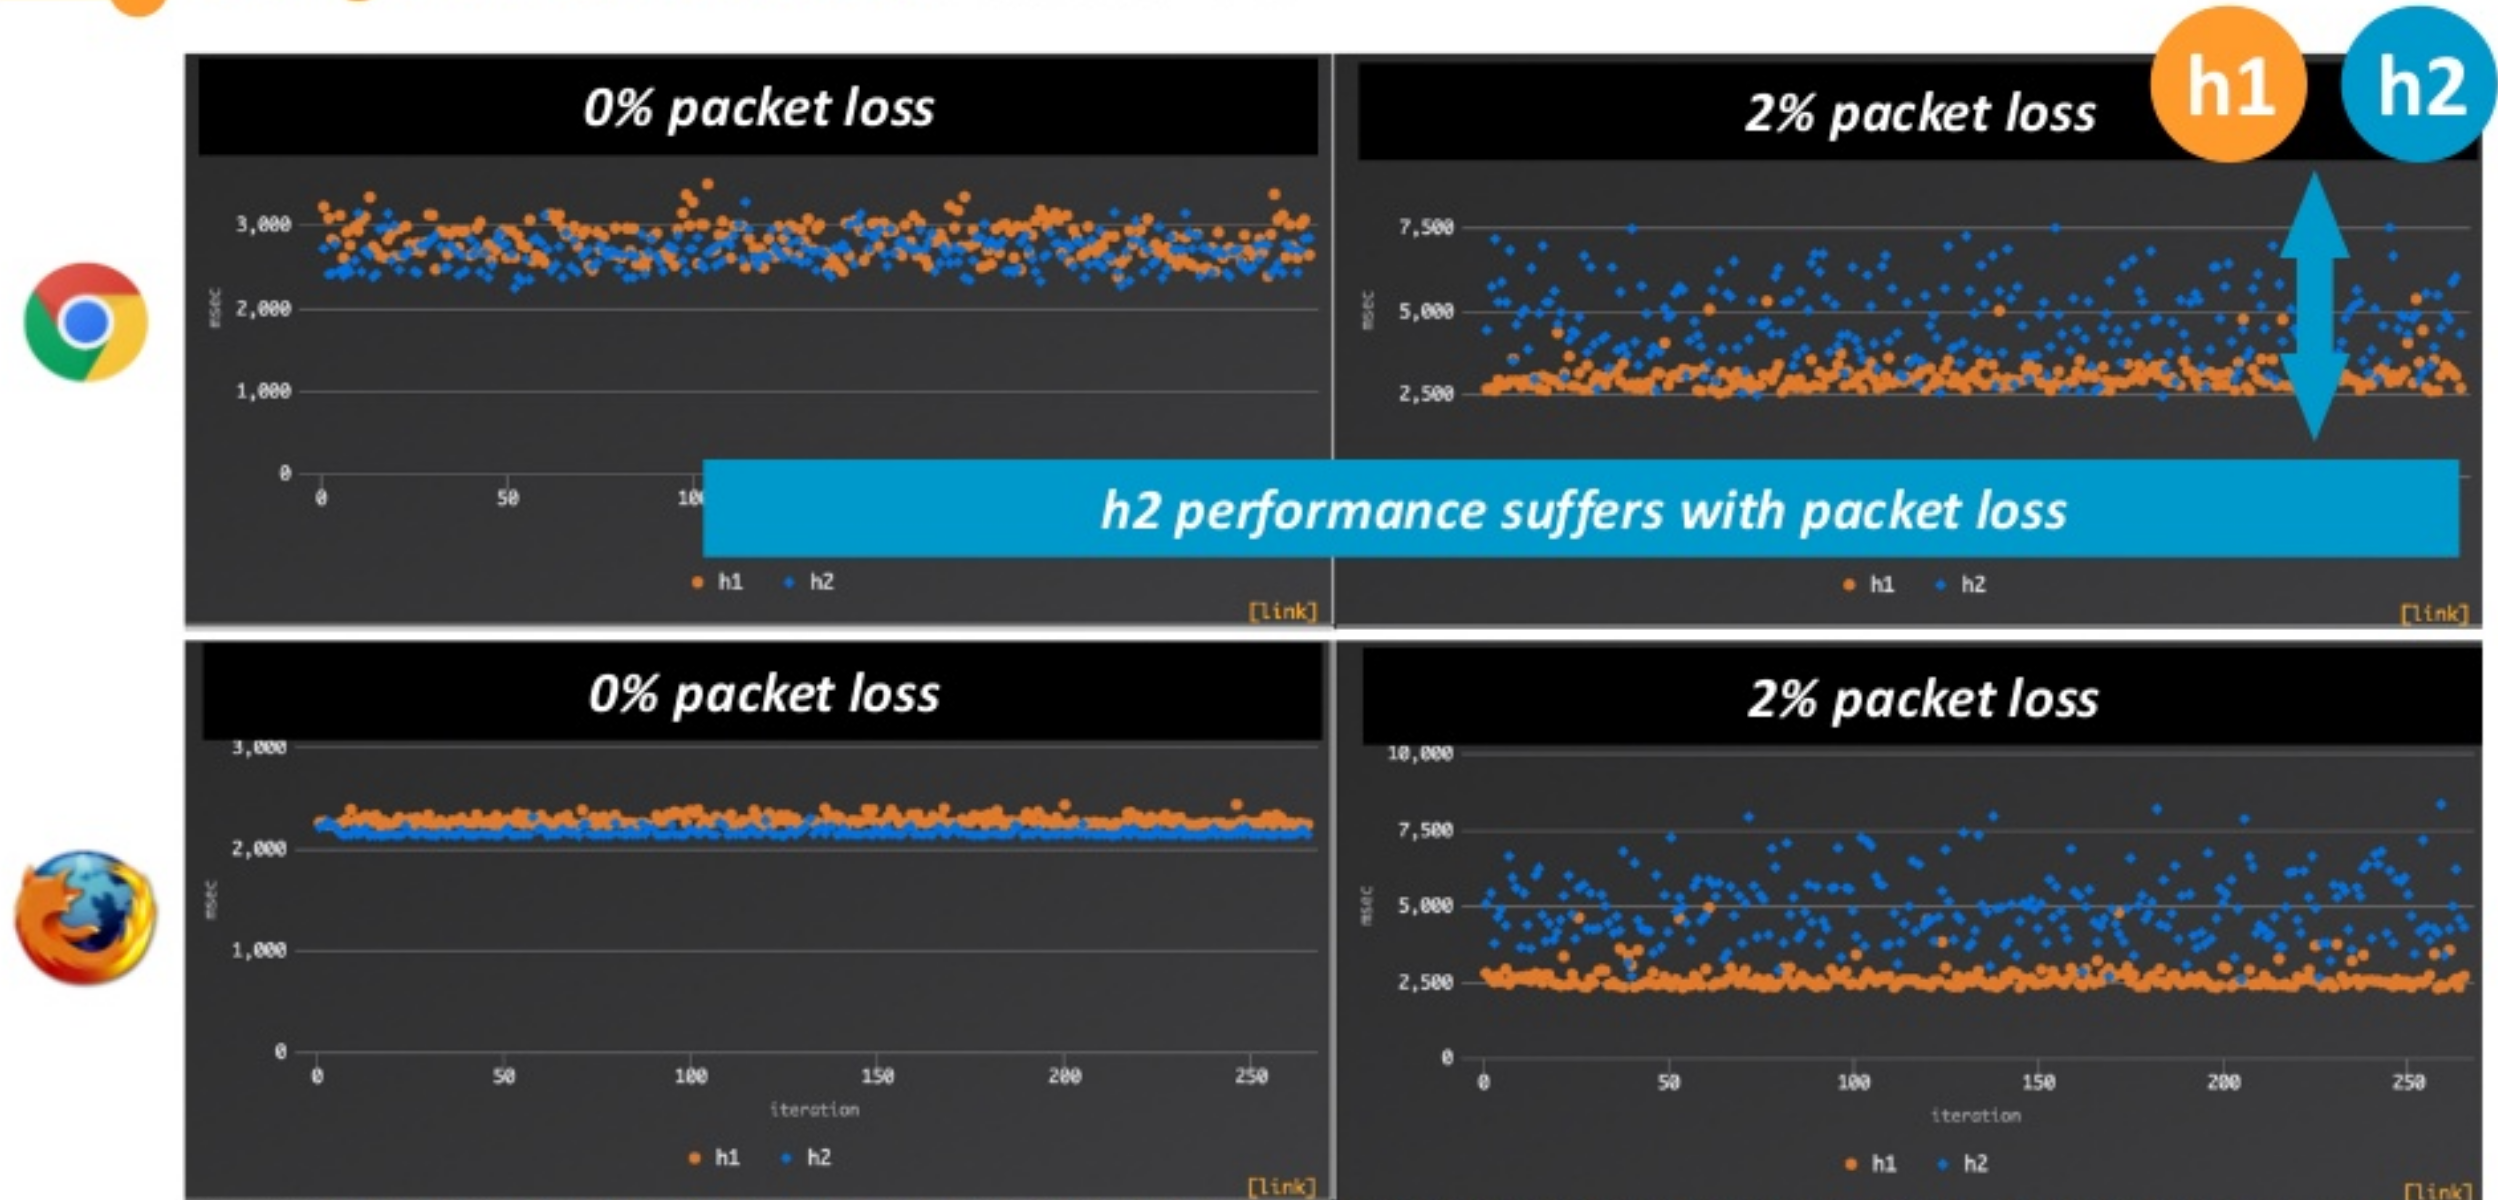 h1 h2
0% packet loss
2% packet loss
3,000
2,000
1,000
0
msec
0 50 10
h1 h2
[link]
7,500
5,000
2,500
msec
h2 performance suffers with packet loss
h1 h2
[link]
0% packet loss
3,000
2,000
1,000
0
msec
0 50 100 150 200 250
iteration
h1 h2
[link]
2% packet loss
10,000
7,500
5,000
2,500
0
msec
0 50 100 150 200 250
iteration
h1 h2
[link]